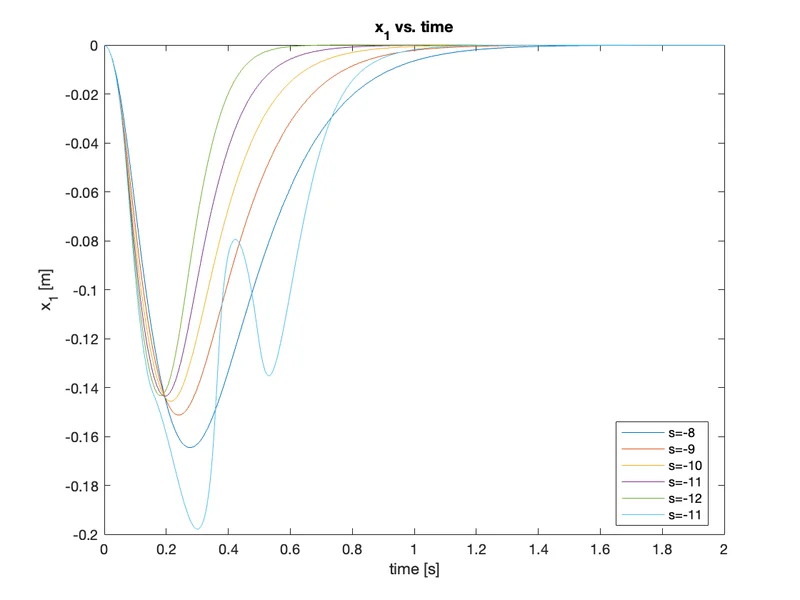 x1 vs. time
0
-0.02
-0.04
-0.06
-0.08
-0.1
-0.12
-0.14
-0.16
-0.18
-0.2
x1 [m]
0 0.2 0.4 0.6 0.8 1 1.2 1.4 1.6 1.8 2
time [s]
s=-8
s=-9
s=-10
s=-11
s=-12
s=-11